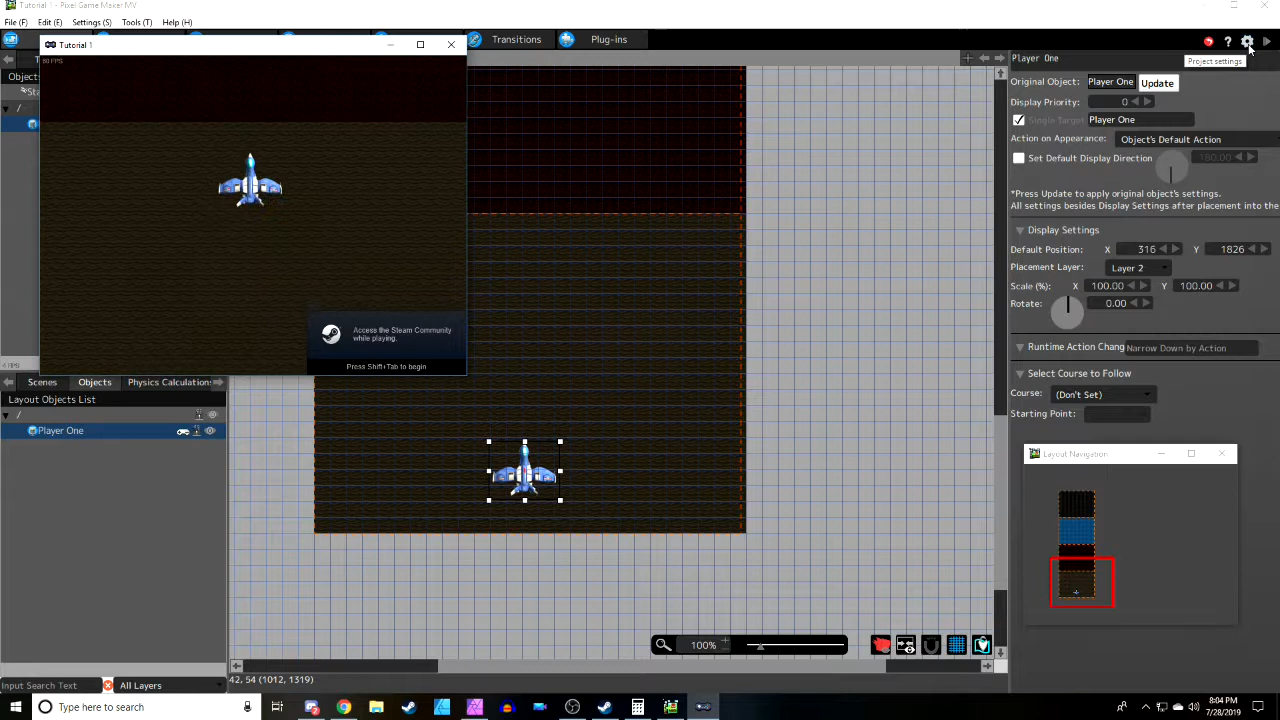 Tutorial 1 - Pixel Game Maker MV
File (F) Edit (E) Settings (S) Tools (T) Help (H)
Tutorial 1
Transitions
Plug-ins
Project settings
60 FPS
Access the Steam Community
while playing.
Press Shift+Tab to begin
Player One
Original Object: Player One Update
Display Priority: 0
Single Target Player One
Action on Appearance: Object's Default Action
Set Default Display Direction 180.00
*Press Update to apply original object's settings.
All settings besides Display Settings after placement into the
Display Settings
Default Position: X 316 Y 1826
Placement Layer: Layer 2
Scale (%): X 100.00 Y 100.00
Rotate: 0.00
Runtime Action Chang Narrow Down by Action
Select Course to Follow
Course: (Don't Set)
Starting Point:
Layout Navigation
Scenes Objects Physics Calculation
Layout Objects List
/
Player One
100%
Input Search Text All Layers
42, 54 (1012, 1319)
Type here to search
8:04 PM
7/28/2019